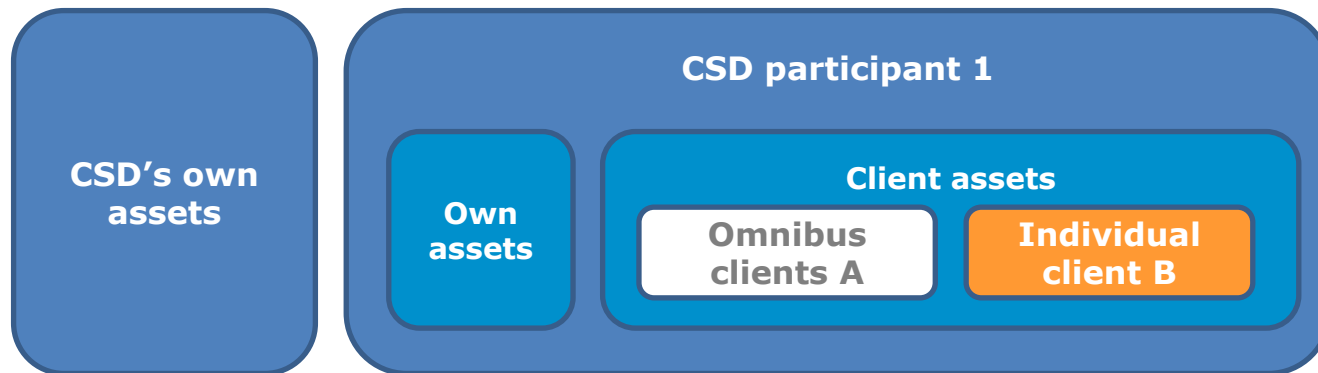 CSD’s own
assets
CSD participant 1
Own
assets
Client assets
Omnibus
clients A
Individual
client B